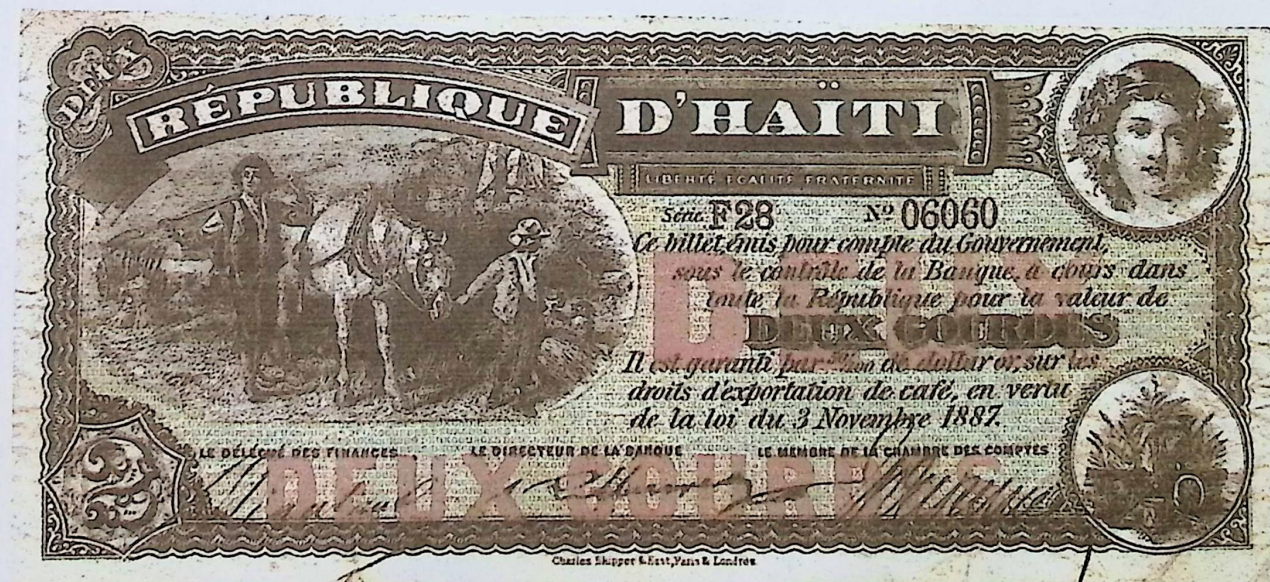 DEUX
RÉPUBLIQUE D'HAÏTI
LIBERTÉ EGALITÉ FRATERNITÉ
Série F28 Nº 06060
Ce billet émis pour compte du Gouvernement,
sous le contrôle de la Banque, a cours dans
toute la République pour la valeur de
DEUX
DEUX GOURDES
Il est garanti par de dollar or, sur les
droits d'exportation de café, en vertu
de la loi du 3 Novembre 1887.
LE DÉLÉGUÉ DES FINANCES LE DIRECTEUR DE LA BANQUE LE MEMBRE DE LA CHAMBRE DES COMPTES
2
DEUX GOURDES
Charles Skipper & East, Paris & Londres